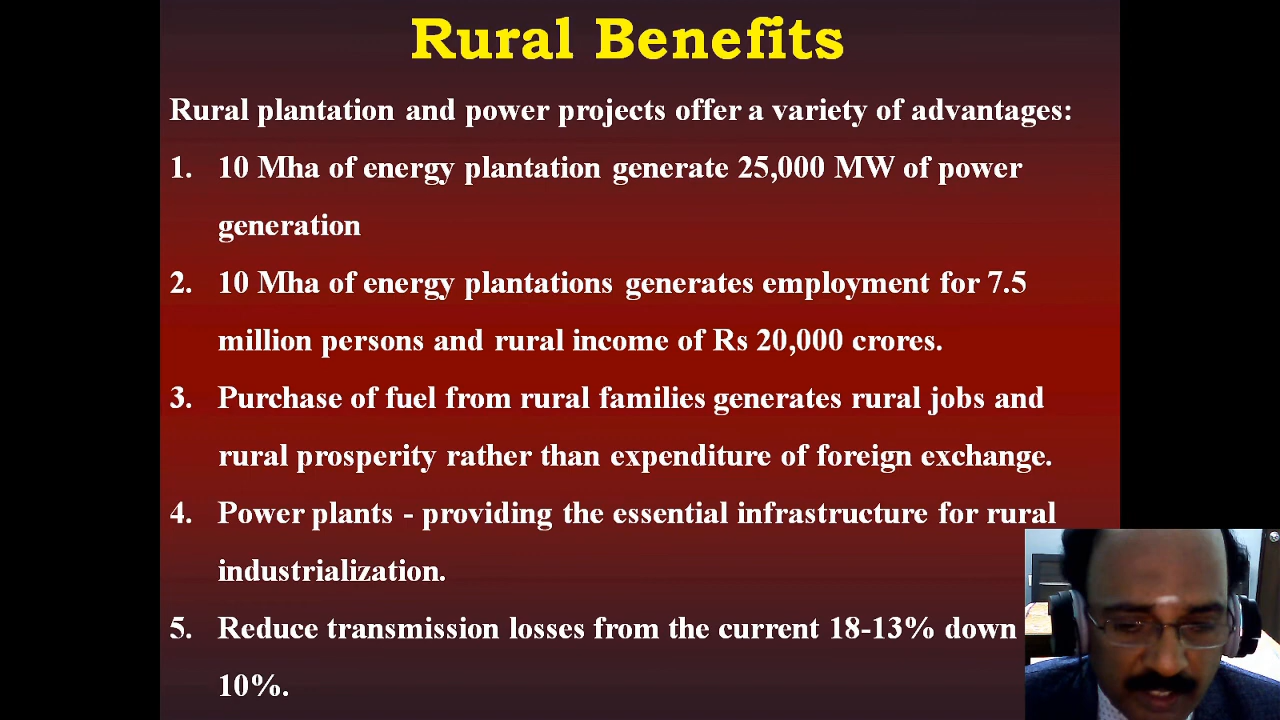 Rural Benefits
Rural plantation and power projects offer a variety of advantages:
1. 10 Mha of energy plantation generate 25,000 MW of power
generation
2. 10 Mha of energy plantations generates employment for 7.5
million persons and rural income of Rs 20,000 crores.
3. Purchase of fuel from rural families generates rural jobs and
rural prosperity rather than expenditure of foreign exchange.
4. Power plants - providing the essential infrastructure for rural
industrialization.
5. Reduce transmission losses from the current 18-13% down
10%.